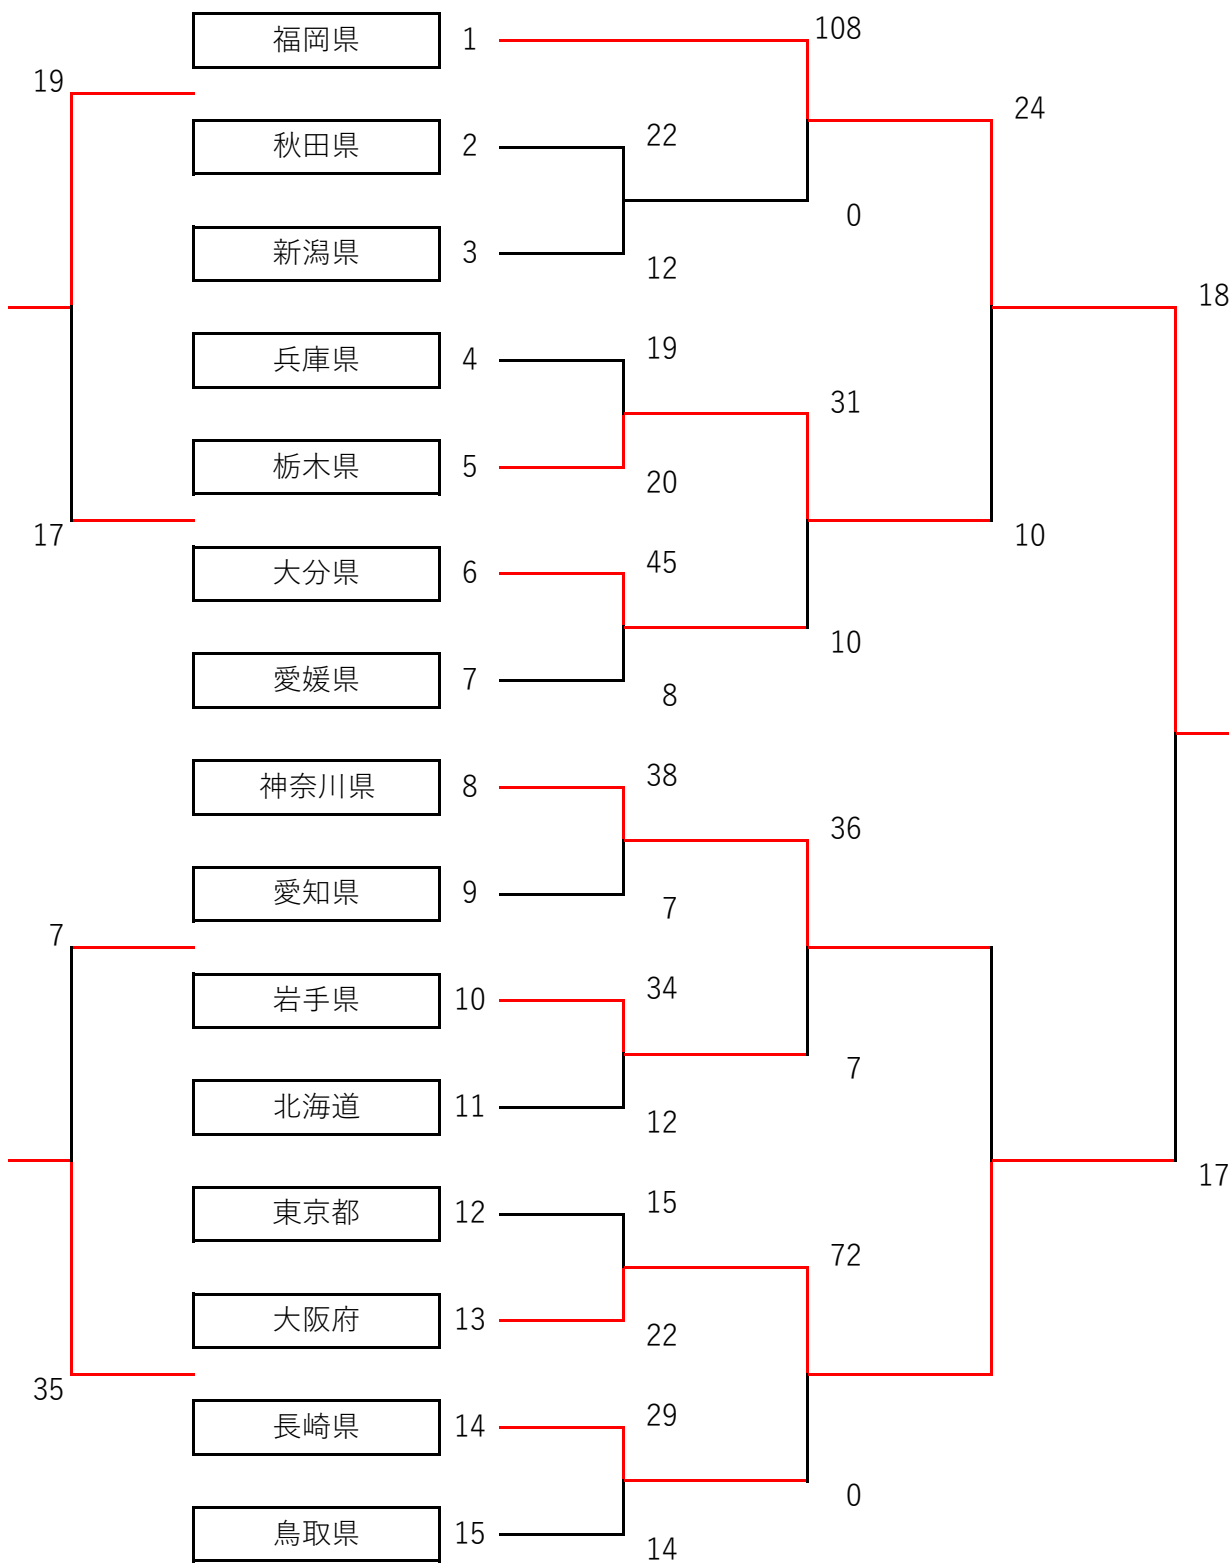 福岡県 1 108
19
24
秋田県 2 22
0
新潟県 3 12
18
兵庫県 4 19
31
栃木県 5 20
17 10
大分県 6 45
10
愛媛県 7 8
神奈川県 8 38
36
愛知県 9 7
7
岩手県 10 34
7
北海道 11 12
17
東京都 12 15
72
大阪府 13 22
35
長崎県 14 29
0
鳥取県 15 14